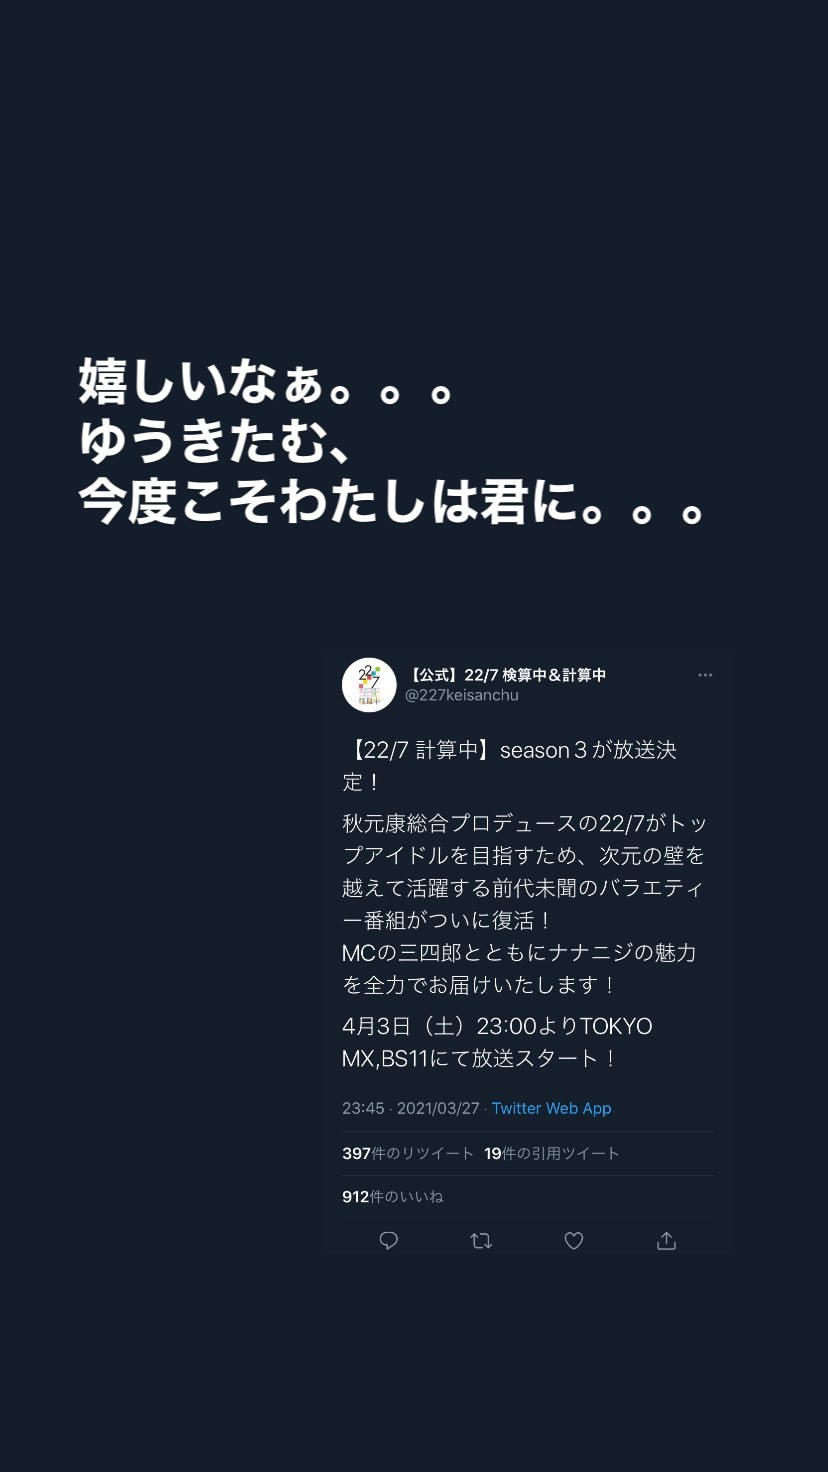 嬉しいなぁ。。。
ゆうきたむ、
今度こそわたしは君に。。。
【公式】22/7 検算中＆計算中
@227keisanchu
【22/7 計算中】season３が放送決
定！
秋元康総合プロデュースの22/7がトッ
プアイドルを目指すため、次元の壁を
越えて活躍する前代未聞のバラエティ
ー番組がついに復活！
MCの三四郎とともにナナニジの魅力
を全力でお届けいたします！
4月3日（土）23:00よりTOKYO
MX,BS11にて放送スタート！
23:45 · 2021/03/27 · Twitter Web App
397件のリツイート 19件の引用ツイート
912件のいいね